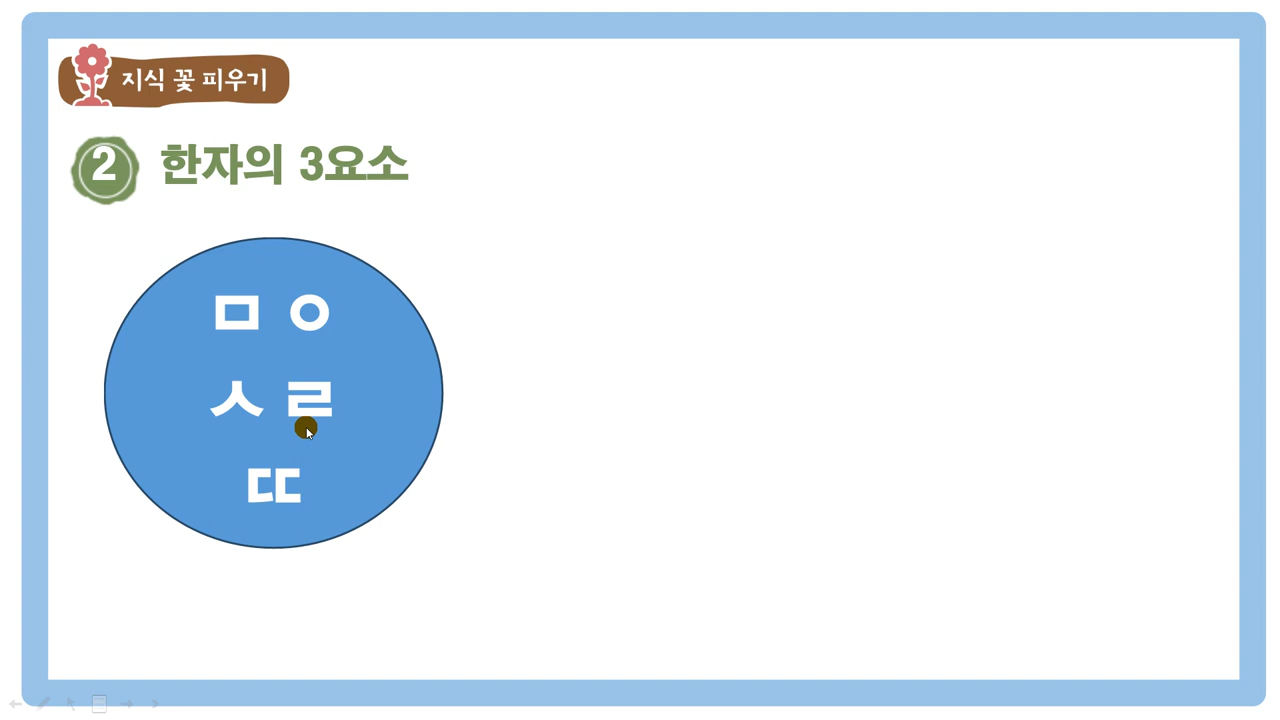 지식 꽃 피우기
2 한자의 3요소
ㅁ ㅇ
ㅅ ㄹ
ㄸ